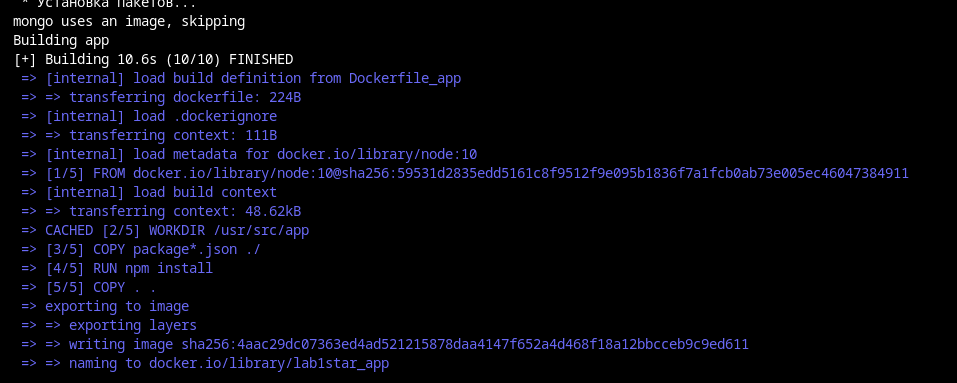 * Установка пакетов...
mongo uses an image, skipping
Building app
[+] Building 10.6s (10/10) FINISHED
=> [internal] load build definition from Dockerfile_app
=> => transferring dockerfile: 224B
=> [internal] load .dockerignore
=> => transferring context: 111B
=> [internal] load metadata for docker.io/library/node:10
=> [1/5] FROM docker.io/library/node:10@sha256:59531d2835edd5161c8f9512f9e095b1836f7a1fcb0ab73e005ec46047384911
=> [internal] load build context
=> => transferring context: 48.62kB
=> CACHED [2/5] WORKDIR /usr/src/app
=> [3/5] COPY package*.json ./
=> [4/5] RUN npm install
=> [5/5] COPY . .
=> exporting to image
=> => exporting layers
=> => writing image sha256:4aac29dc07363ed4ad521215878daa4147f652a4d468f18a12bbcceb9c9ed611
=> => naming to docker.io/library/lab1star_app